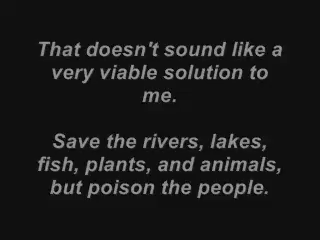 That doesn't sound like a
very viable solution to
me.
Save the rivers, lakes,
fish, plants, and animals,
but poison the people.